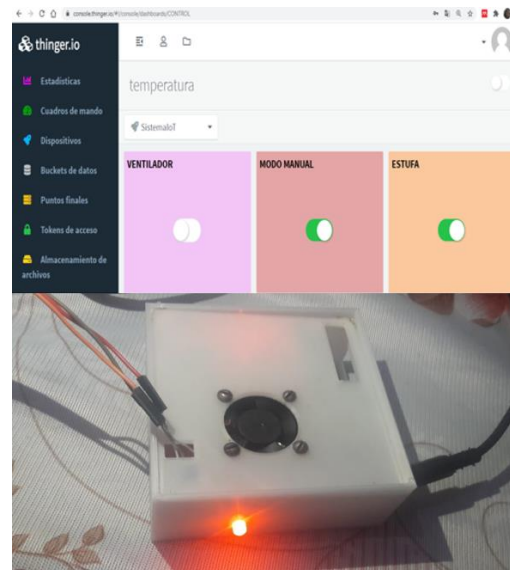 console.thinger.io/#/console/dashboards/CONTROL
thinger.io
Estadísticas
Cuadros de mando
Dispositivos
Buckets de datos
Puntos finales
Tokens de acceso
Almacenamiento de
archivos
temperatura
SistemaIoT
VENTILADOR
MODO MANUAL
ESTUFA